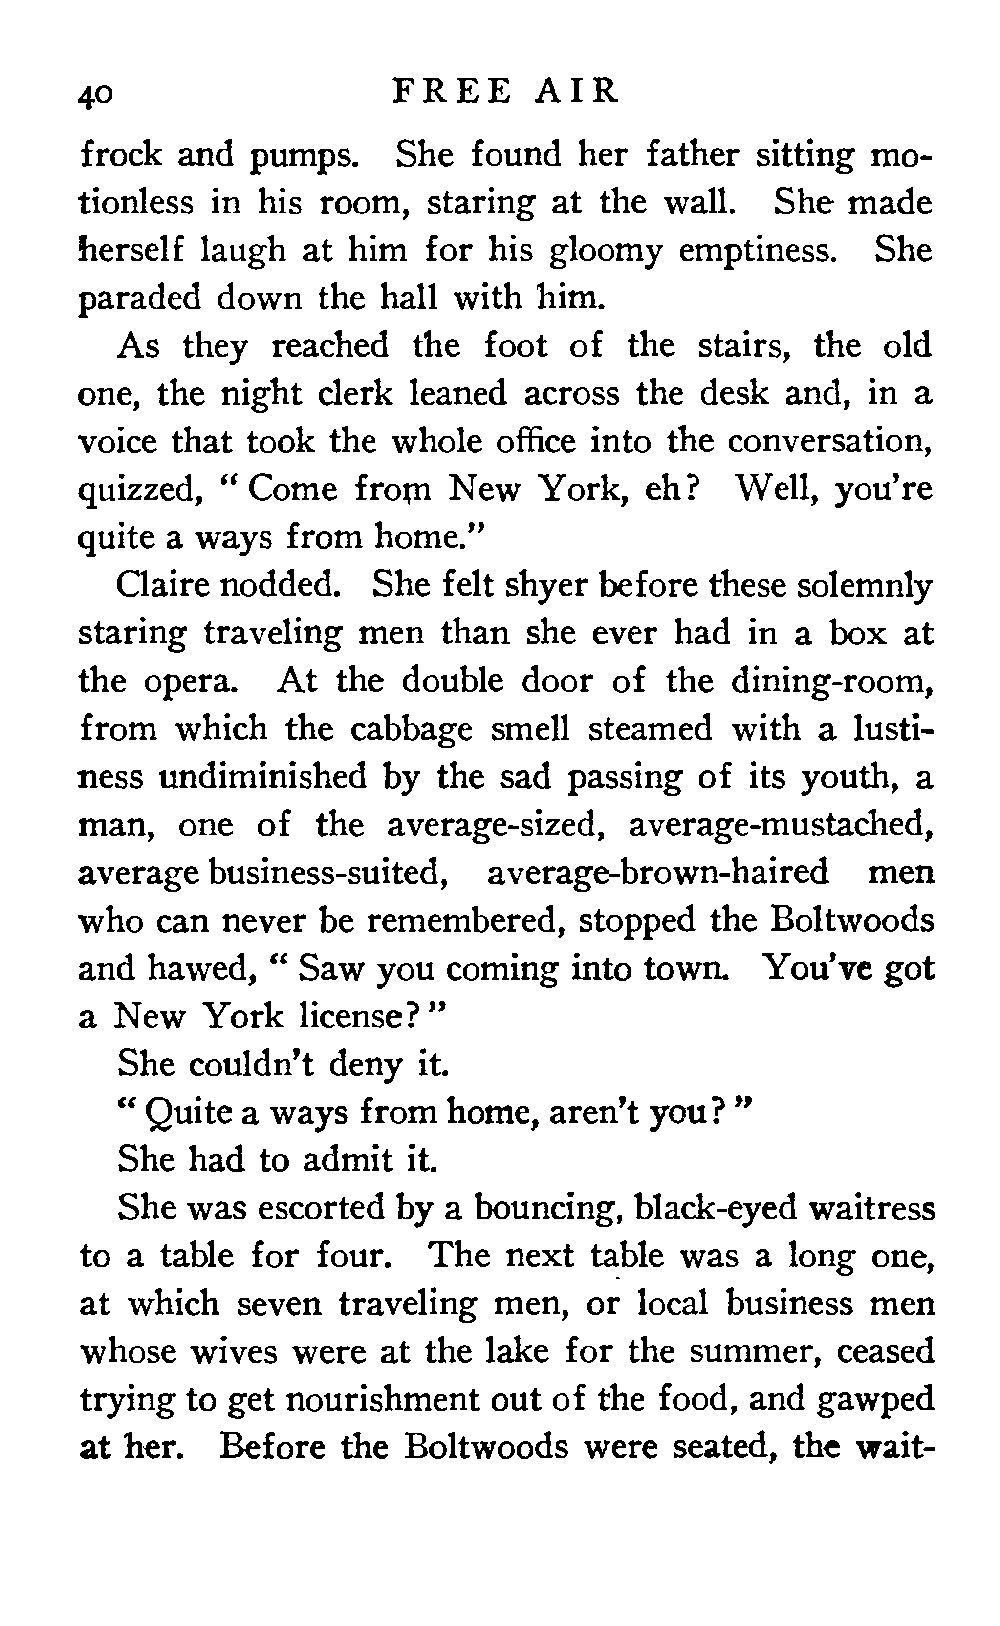 40 FREE AIR
frock and pumps. She found her father sitting mo-
tionless in his room, staring at the wall. She made
herself laugh at him for his gloomy emptiness. She
paraded down the hall with him.
As they reached the foot of the stairs, the old
one, the night clerk leaned across the desk and, in a
voice that took the whole office into the conversation,
quizzed, “ Come from New York, eh? Well, you’re
quite a ways from home.”
Claire nodded. She felt shyer before these solemnly
staring traveling men than she ever had in a box at
the opera. At the double door of the dining-room,
from which the cabbage smell steamed with a lusti-
ness undiminished by the sad passing of its youth, a
man, one of the average-sized, average-mustached,
average business-suited, average-brown-haired men
who can never be remembered, stopped the Boltwoods
and hawed, “ Saw you coming into town. You’ve got
a New York license? ”
She couldn’t deny it.
“ Quite a ways from home, aren’t you? ”
She had to admit it.
She was escorted by a bouncing, black-eyed waitress
to a table for four. The next table was a long one,
at which seven traveling men, or local business men
whose wives were at the lake for the summer, ceased
trying to get nourishment out of the food, and gawped
at her. Before the Boltwoods were seated, the wait-